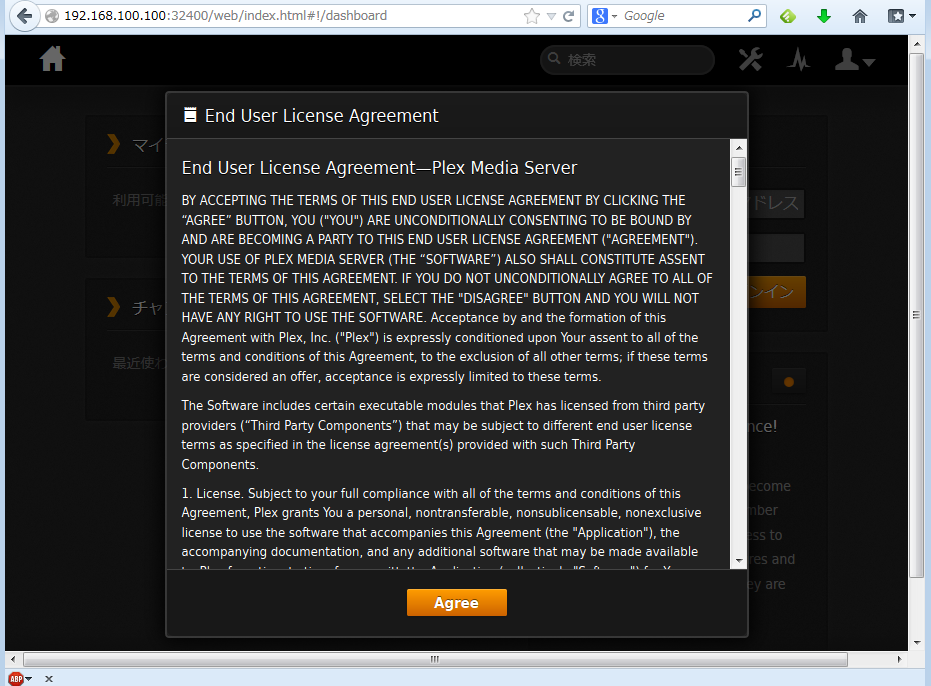 192.168.100.100:32400/web/index.html#!/dashboard
Google
検索
End User License Agreement
マイ
利用可能
チャ
最近使わ
ドレス
イン
nce!
ecome
mber
ess to
res and
ey are
End User License Agreement—Plex Media Server
BY ACCEPTING THE TERMS OF THIS END USER LICENSE AGREEMENT BY CLICKING THE
“AGREE” BUTTON, YOU ("YOU") ARE UNCONDITIONALLY CONSENTING TO BE BOUND BY
AND ARE BECOMING A PARTY TO THIS END USER LICENSE AGREEMENT ("AGREEMENT").
YOUR USE OF PLEX MEDIA SERVER (THE “SOFTWARE”) ALSO SHALL CONSTITUTE ASSENT
TO THE TERMS OF THIS AGREEMENT. IF YOU DO NOT UNCONDITIONALLY AGREE TO ALL OF
THE TERMS OF THIS AGREEMENT, SELECT THE "DISAGREE" BUTTON AND YOU WILL NOT
HAVE ANY RIGHT TO USE THE SOFTWARE. Acceptance by and the formation of this
Agreement with Plex, Inc. ("Plex") is expressly conditioned upon Your assent to all of the
terms and conditions of this Agreement, to the exclusion of all other terms; if these terms
are considered an offer, acceptance is expressly limited to these terms.
The Software includes certain executable modules that Plex has licensed from third party
providers (“Third Party Components”) that may be subject to different end user license
terms as specified in the license agreement(s) provided with such Third Party
Components.
1. License. Subject to your full compliance with all of the terms and conditions of this
Agreement, Plex grants You a personal, nontransferable, nonsublicensable, nonexclusive
license to use the software that accompanies this Agreement (the "Application"), the
accompanying documentation, and any additional software that may be made available
Agree
ABP